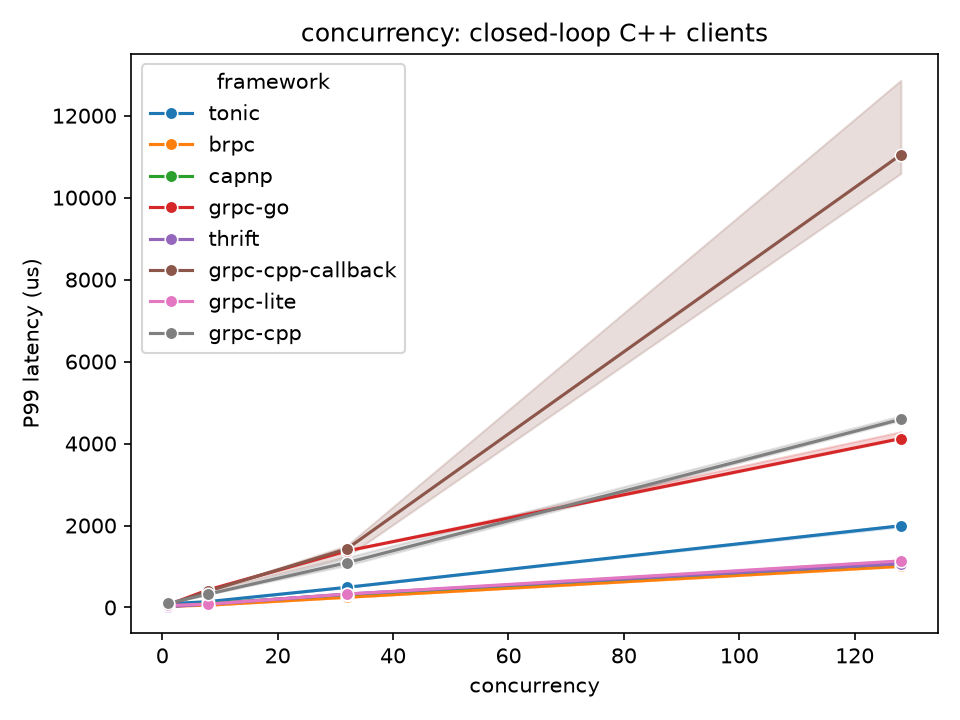 concurrency: closed-loop C++ clients
framework
tonic
brpc
capnp
grpc-go
thrift
grpc-cpp-callback
grpc-lite
grpc-cpp
P99 latency (us)
12000
10000
8000
6000
4000
2000
0
0 20 40 60 80 100 120
concurrency